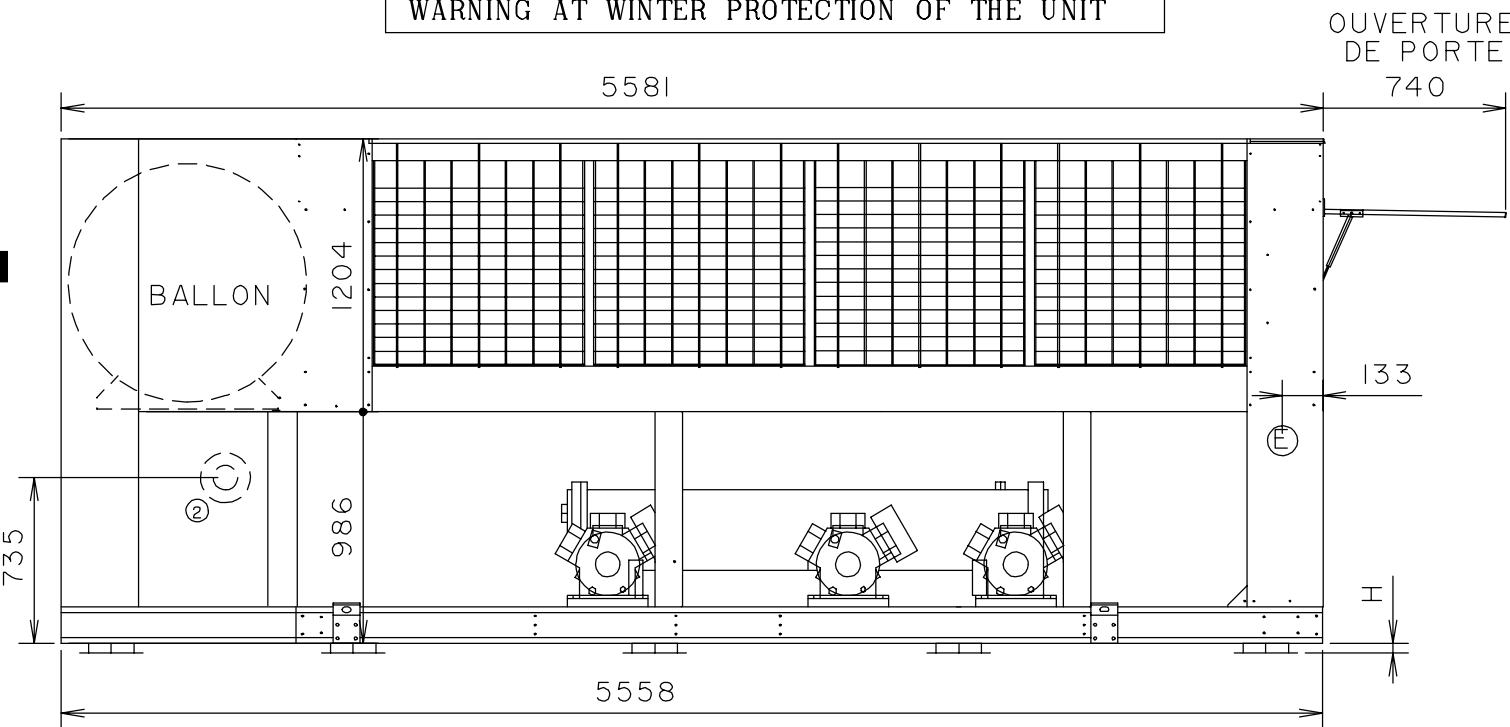 WARNING AT WINTER PROTECTION OF THE UNIT
OUVERTURE
DE PORTE
740
5581
1204
BALLON
133
E
2
986
735
H
5558